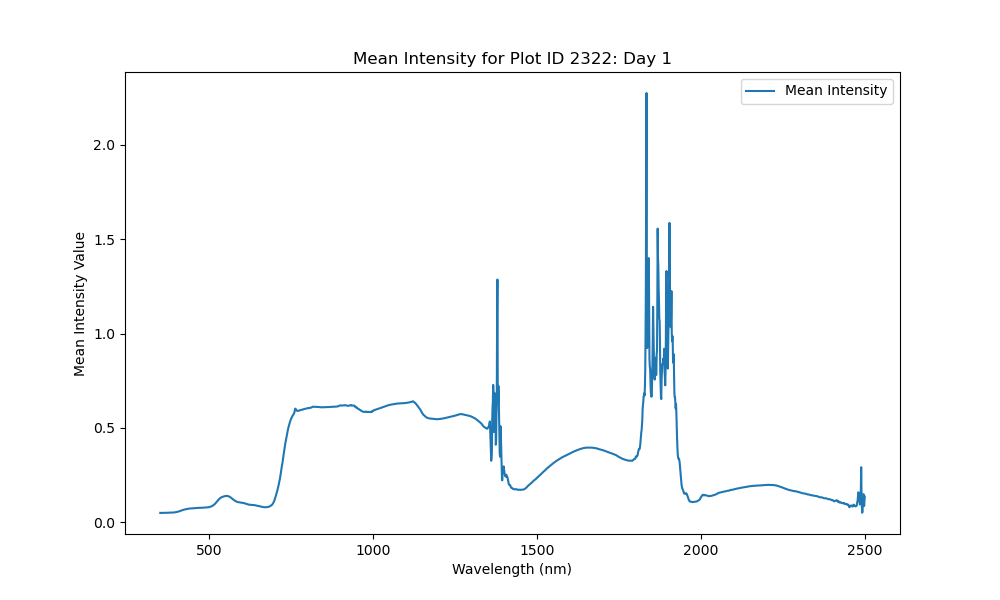 Mean Intensity for Plot ID 2322: Day 1
Mean Intensity
Mean Intensity Value
2.0
1.5
1.0
0.5
0.0
500 1000 1500 2000 2500
Wavelength (nm)